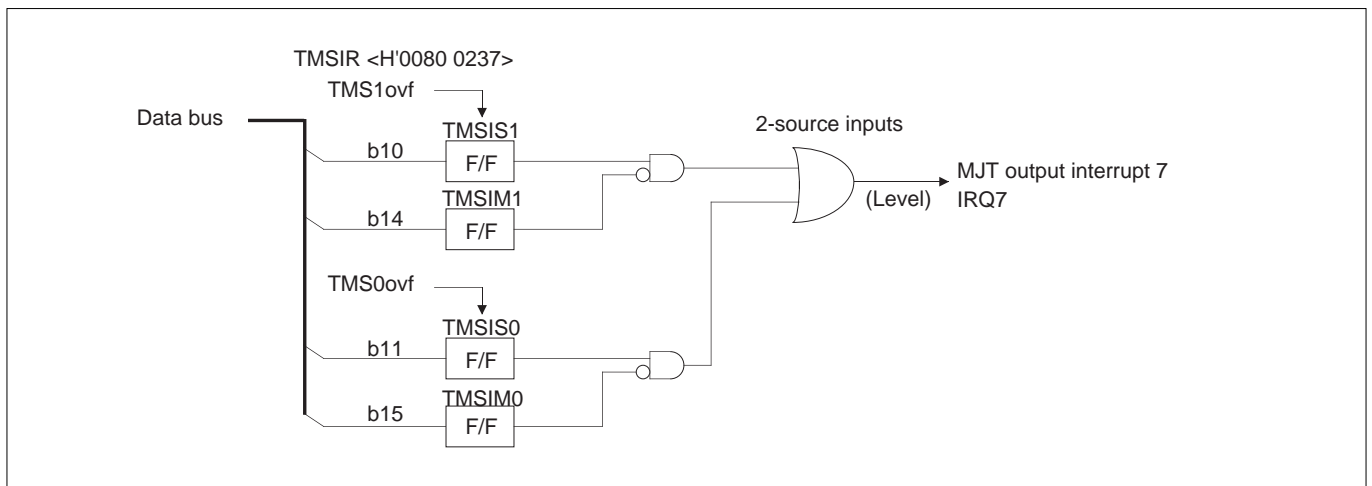 TMSIR <H'0080 0237>
TMS1ovf
Data bus
TMSIS1
2-source inputs
b10
F/F
MJT output interrupt 7
TMSIM1
(Level)
IRQ7
b14
F/F
TMS0ovf
TMSIS0
b11
F/F
TMSIM0
b15
F/F